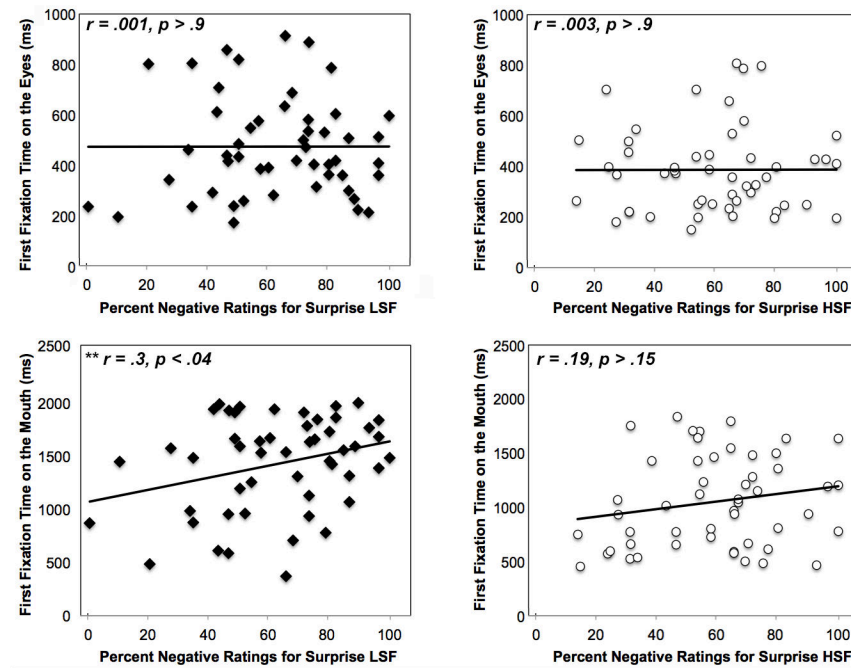 1000
800
600
400
200
0
First Fixation Time on the Eyes (ms)
r = .001, p > .9
0 20 40 60 80 100
Percent Negative Ratings for Surprise LSF
1000
800
600
400
200
0
First Fixation Time on the Eyes (ms)
r = .003, p > .9
0 20 40 60 80 100
Percent Negative Ratings for Surprise HSF
2500
2000
1500
1000
500
0
First Fixation Time on the Mouth (ms)
** r = .3, p < .04
0 20 40 60 80 100
Percent Negative Ratings for Surprise LSF
2500
2000
1500
1000
500
0
First Fixation Time on the Mouth (ms)
r = .19, p > .15
0 20 40 60 80 100
Percent Negative Ratings for Surprise HSF